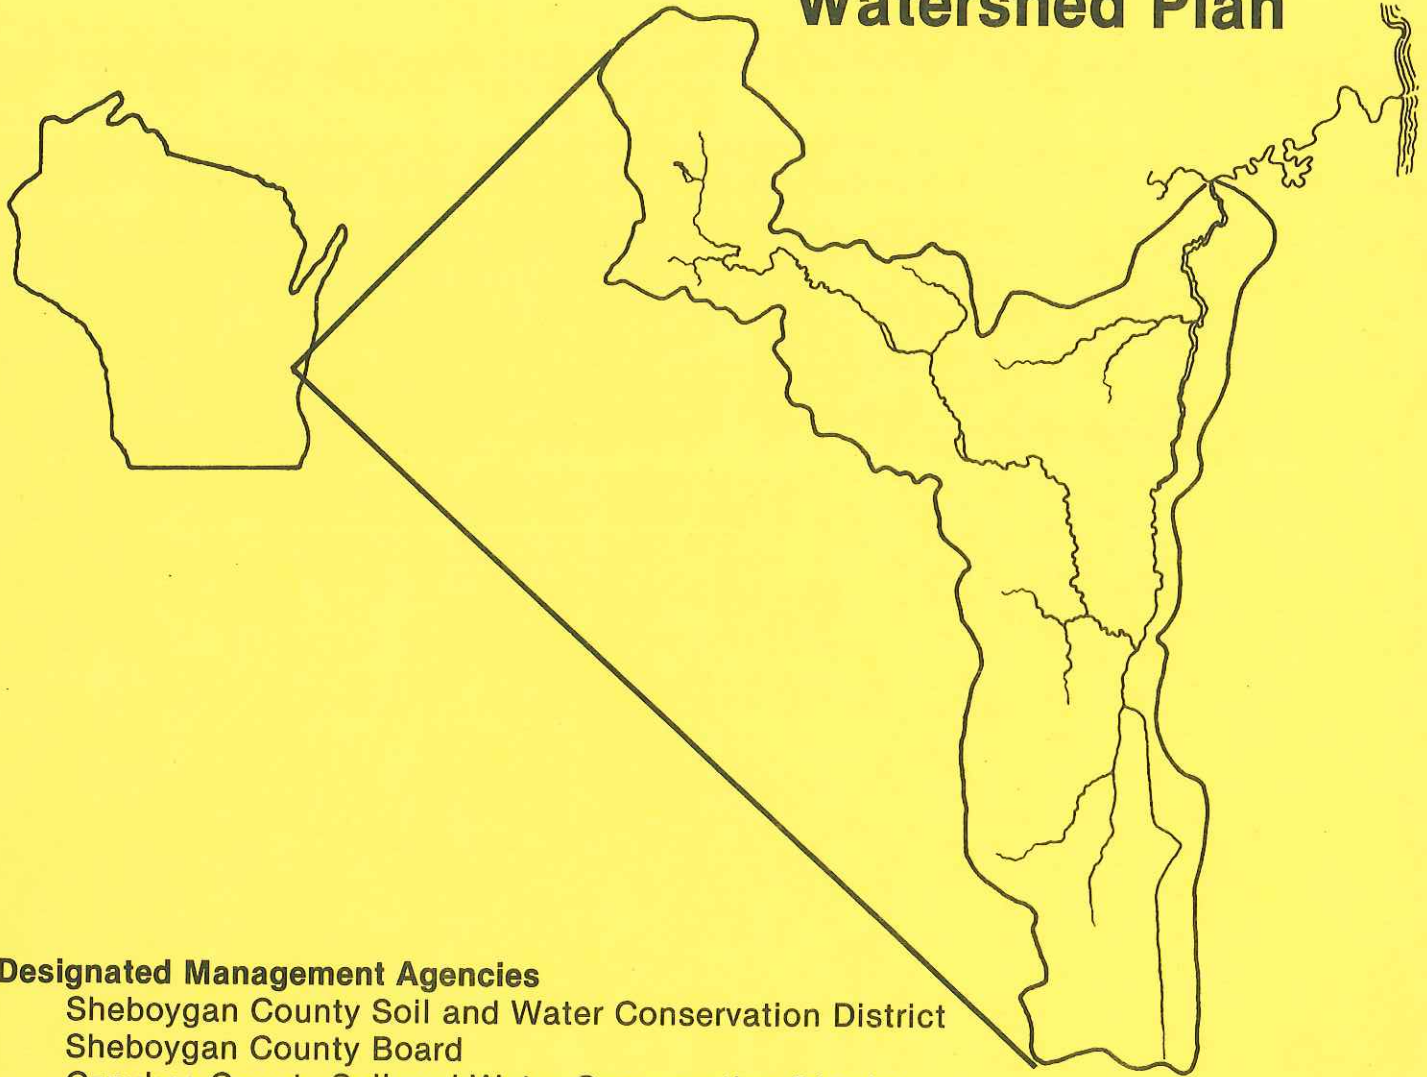 Watershed Plan
Designated Management Agencies
Sheboygan County Soil and Water Conservation District
Sheboygan County Board